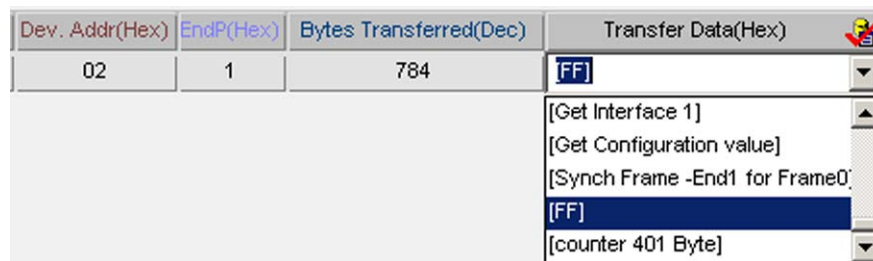 Dev. Addr(Hex) EndP(Hex) Bytes Transferred(Dec) Transfer Data(Hex)
02 1 784 [FF]
[Get Interface 1]
[Get Configuration value]
[Synch Frame -End1 for Frame0]
[FF]
[counter 401 Byte]